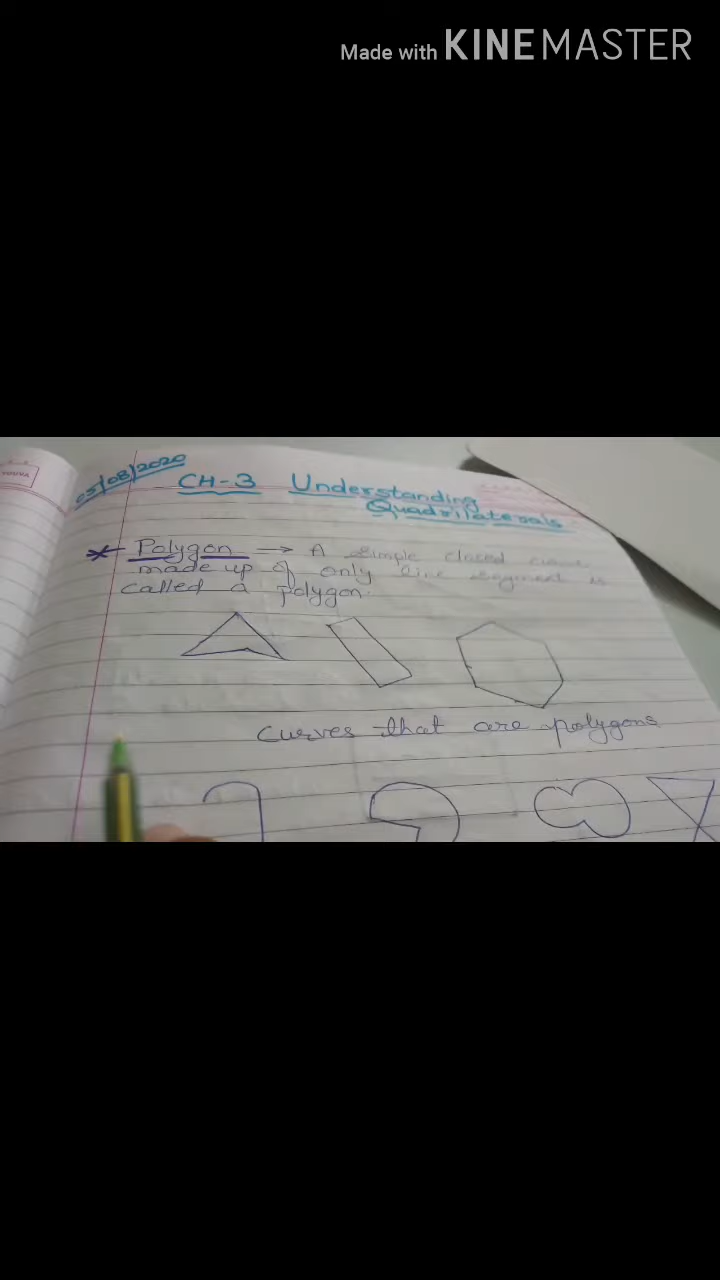 Made with KINEMASTER
05/08/2020
CH-3 Understanding
Quadrilaterals
Polygon → A simple closed curve
made up of only line segment is
called a polygon.
Curves that are polygons